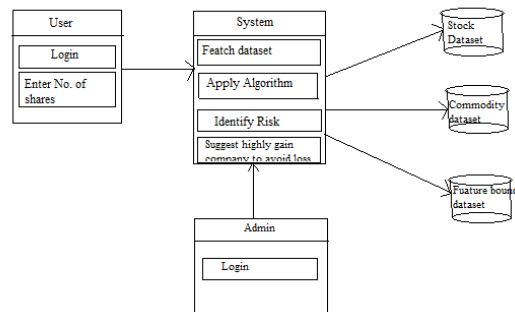 User
Login
Enter No. of
shares
System
Featch dataset
Apply Algorithm
Identify Risk
Suggest highly gain
company to avoid loss
Stock
Dataset
Commodity
dataset
Fuature bound
dataset
Admin
Login